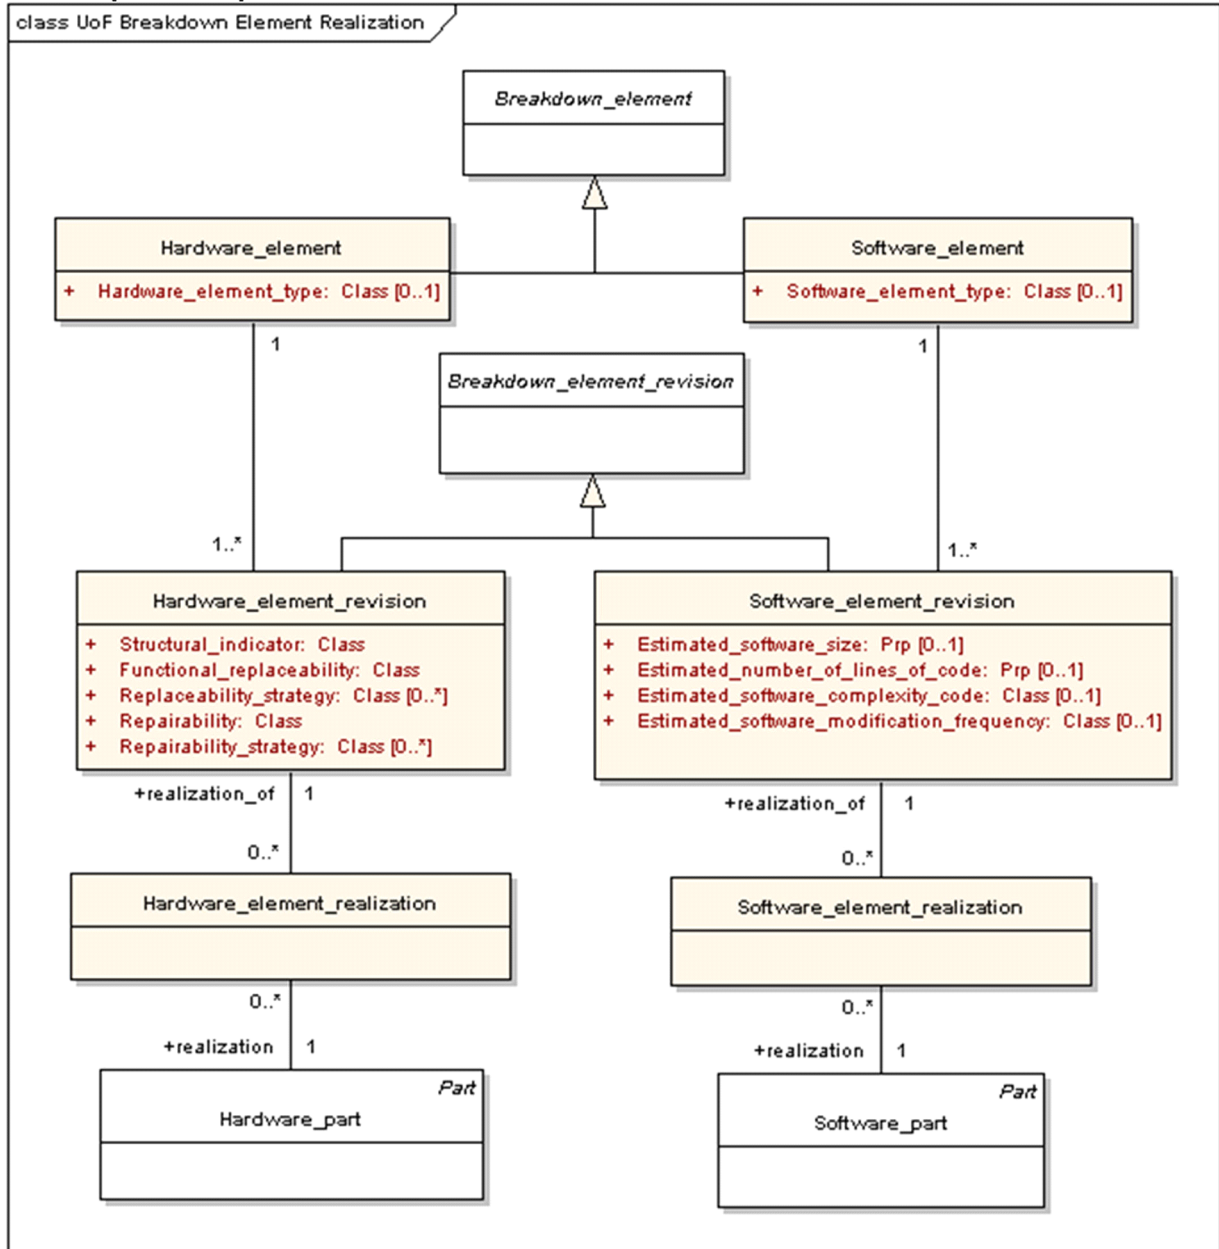 class UoF Breakdown Element Realization
Breakdown_element
Hardware_element
+ Hardware_element_type: Class [0..1]
Software_element
+ Software_element_type: Class [0..1]
1
1
Breakdown_element_revision
1..*
1..*
Hardware_element_revision
+ Structural_indicator: Class
+ Functional_replaceability: Class
+ Replaceability_strategy: Class [0..*]
+ Repairability: Class
+ Repairability_strategy: Class [0..*]
Software_element_revision
+ Estimated_software_size: Prp [0..1]
+ Estimated_number_of_lines_of_code: Prp [0..1]
+ Estimated_software_complexity_code: Class [0..1]
+ Estimated_software_modification_frequency: Class [0..1]
+realization_of 1
0..*
+realization_of 1
0..*
Hardware_element_realization
Software_element_realization
0..*
+realization 1
0..*
+realization 1
Part
Hardware_part
Part
Software_part